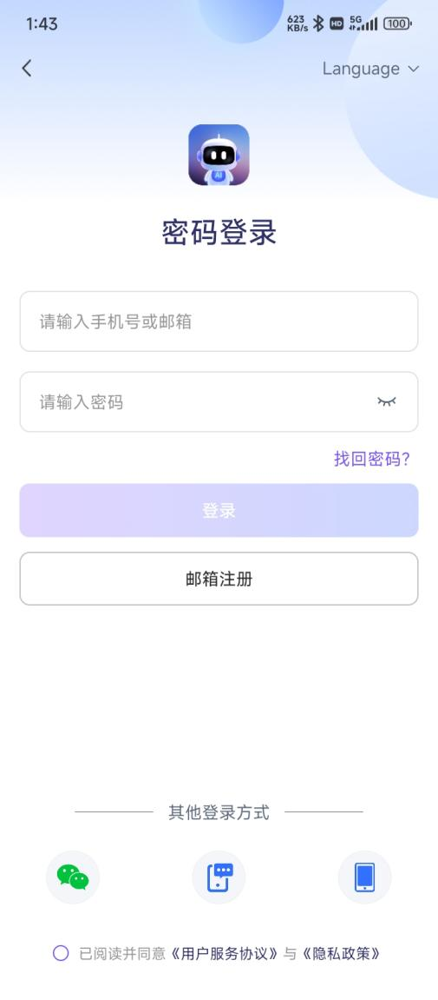 1:43
623 KB/s HD 5G 100
Language
AI
密码登录
请输入手机号或邮箱
请输入密码
找回密码?
登录
邮箱注册
其他登录方式
已阅读并同意《用户服务协议》与《隐私政策》